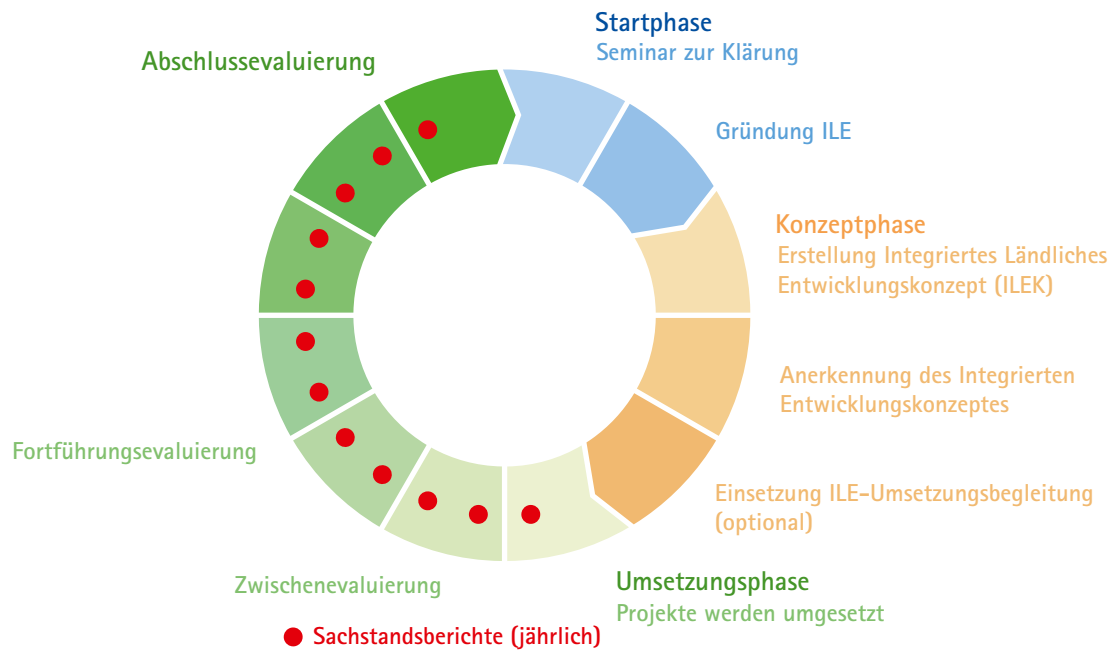 Startphase
Seminar zur Klärung
Gründung ILE
Konzeptphase
Erstellung Integriertes Ländliches
Entwicklungskonzept (ILEK)
Anerkennung des Integrierten
Entwicklungskonzeptes
Einsetzung ILE-Umsetzungsbegleitung
(optional)
Umsetzungsphase
Projekte werden umgesetzt
Zwischenevaluierung
Fortführungsevaluierung
Abschlussevaluierung
Sachstandsberichte (jährlich)